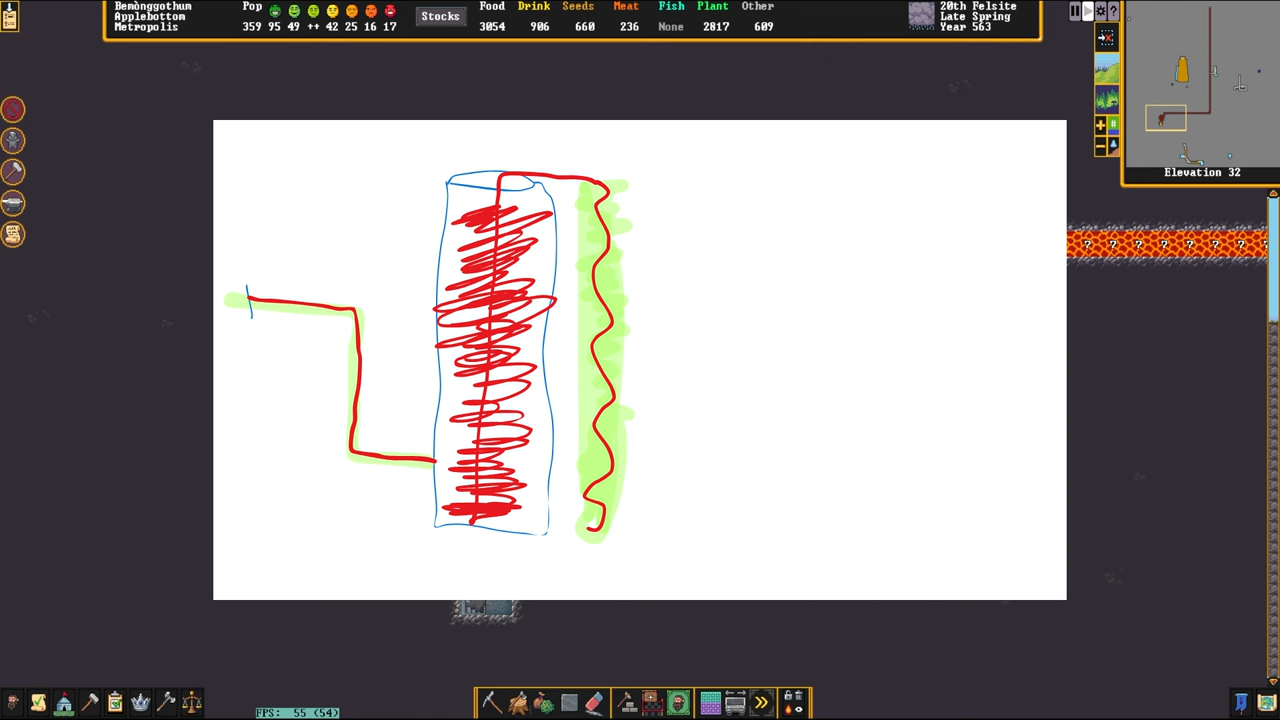 Bemònggothum
Applebottom
Metropolis
Pop
359 95 49 ++ 42 25 16 17
Stocks
Food Drink Seeds Meat Fish Plant Other
3054 906 660 236 None 2817 609
20th Felsite
Late Spring
Year 563
Elevation 32
? ? ? ? ? ? ? ?
FPS: 55 (54)